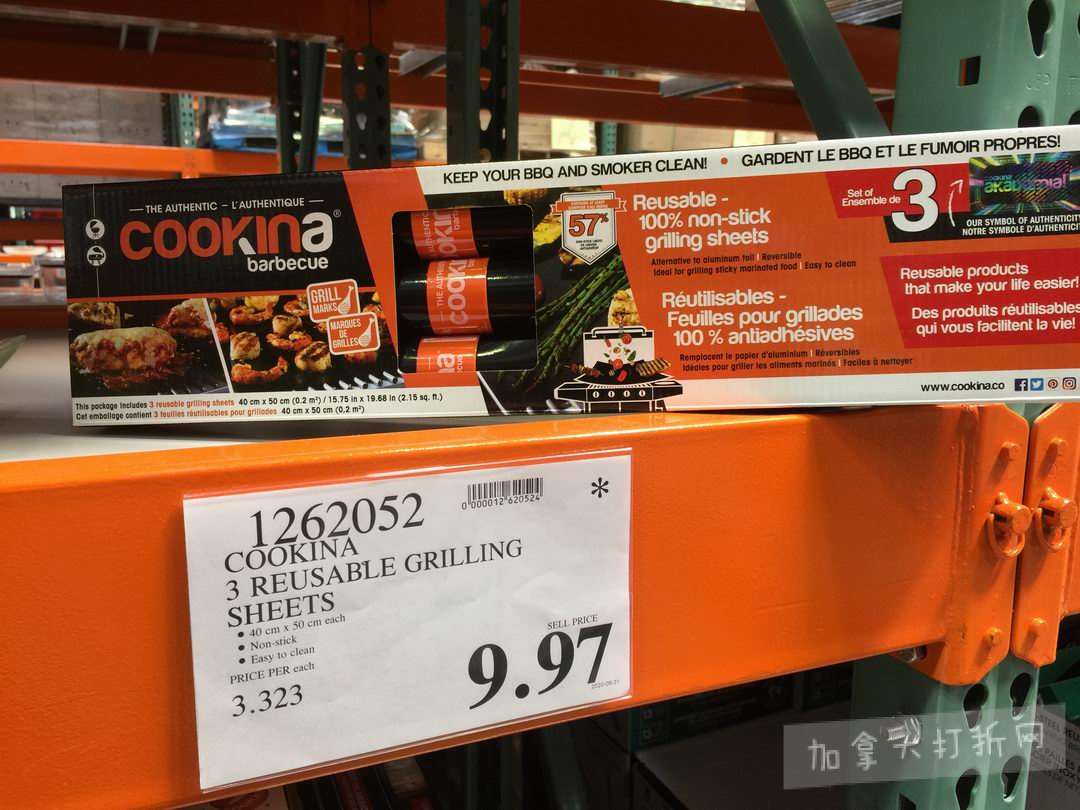 KEEP YOUR BBQ AND SMOKER CLEAN! • GARDENT LE BBQ ET LE FUMOIR PROPRES!
— THE AUTHENTIC – L'AUTHENTIQUE —
COOKINa®
barbecue
GRILL
MARKS
MARQUES
DE
GRILLES
This package includes 3 reusable grilling sheets 40 cm x 50 cm (0.2 m²) / 15.75 in x 19.68 in (2.15 sq. ft.)
Cet emballage contient 3 feuilles réutilisables pour grillades 40 cm x 50 cm (0.2 m²)
57%
Reusable -
100% non-stick
grilling sheets
Alternative to aluminum foil | Reversible
Ideal for grilling sticky marinated food | Easy to clean
Réutilisables -
Feuilles pour grillades
100 % antiadhésives
Remplacent le papier d'aluminium | Réversibles
Idéales pour griller les aliments marinés | Faciles à nettoyer
Set of
Ensemble de
3
OUR SYMBOL OF AUTHENTICITY
NOTRE SYMBOLE D'AUTHENTICI
Reusable products
that make your life easier!
Des produits réutilisables
qui vous facilitent la vie!
www.cookina.co
1262052
0 000012 620524
*
COOKINA
3 REUSABLE GRILLING
SHEETS
• 40 cm x 50 cm each
• Non-stick
• Easy to clean
PRICE PER each
3.323
SELL PRICE
9.97
加拿大打折网